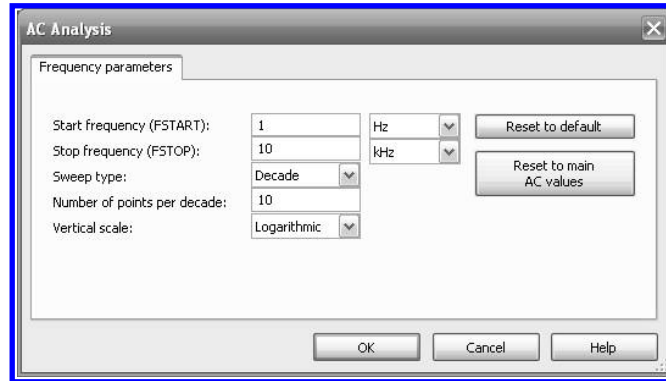 AC Analysis
Frequency parameters
Start frequency (FSTART): 1 Hz Reset to default
Stop frequency (FSTOP): 10 kHz
Sweep type: Decade Reset to main
AC values
Number of points per decade: 10
Vertical scale: Logarithmic
OK Cancel Help